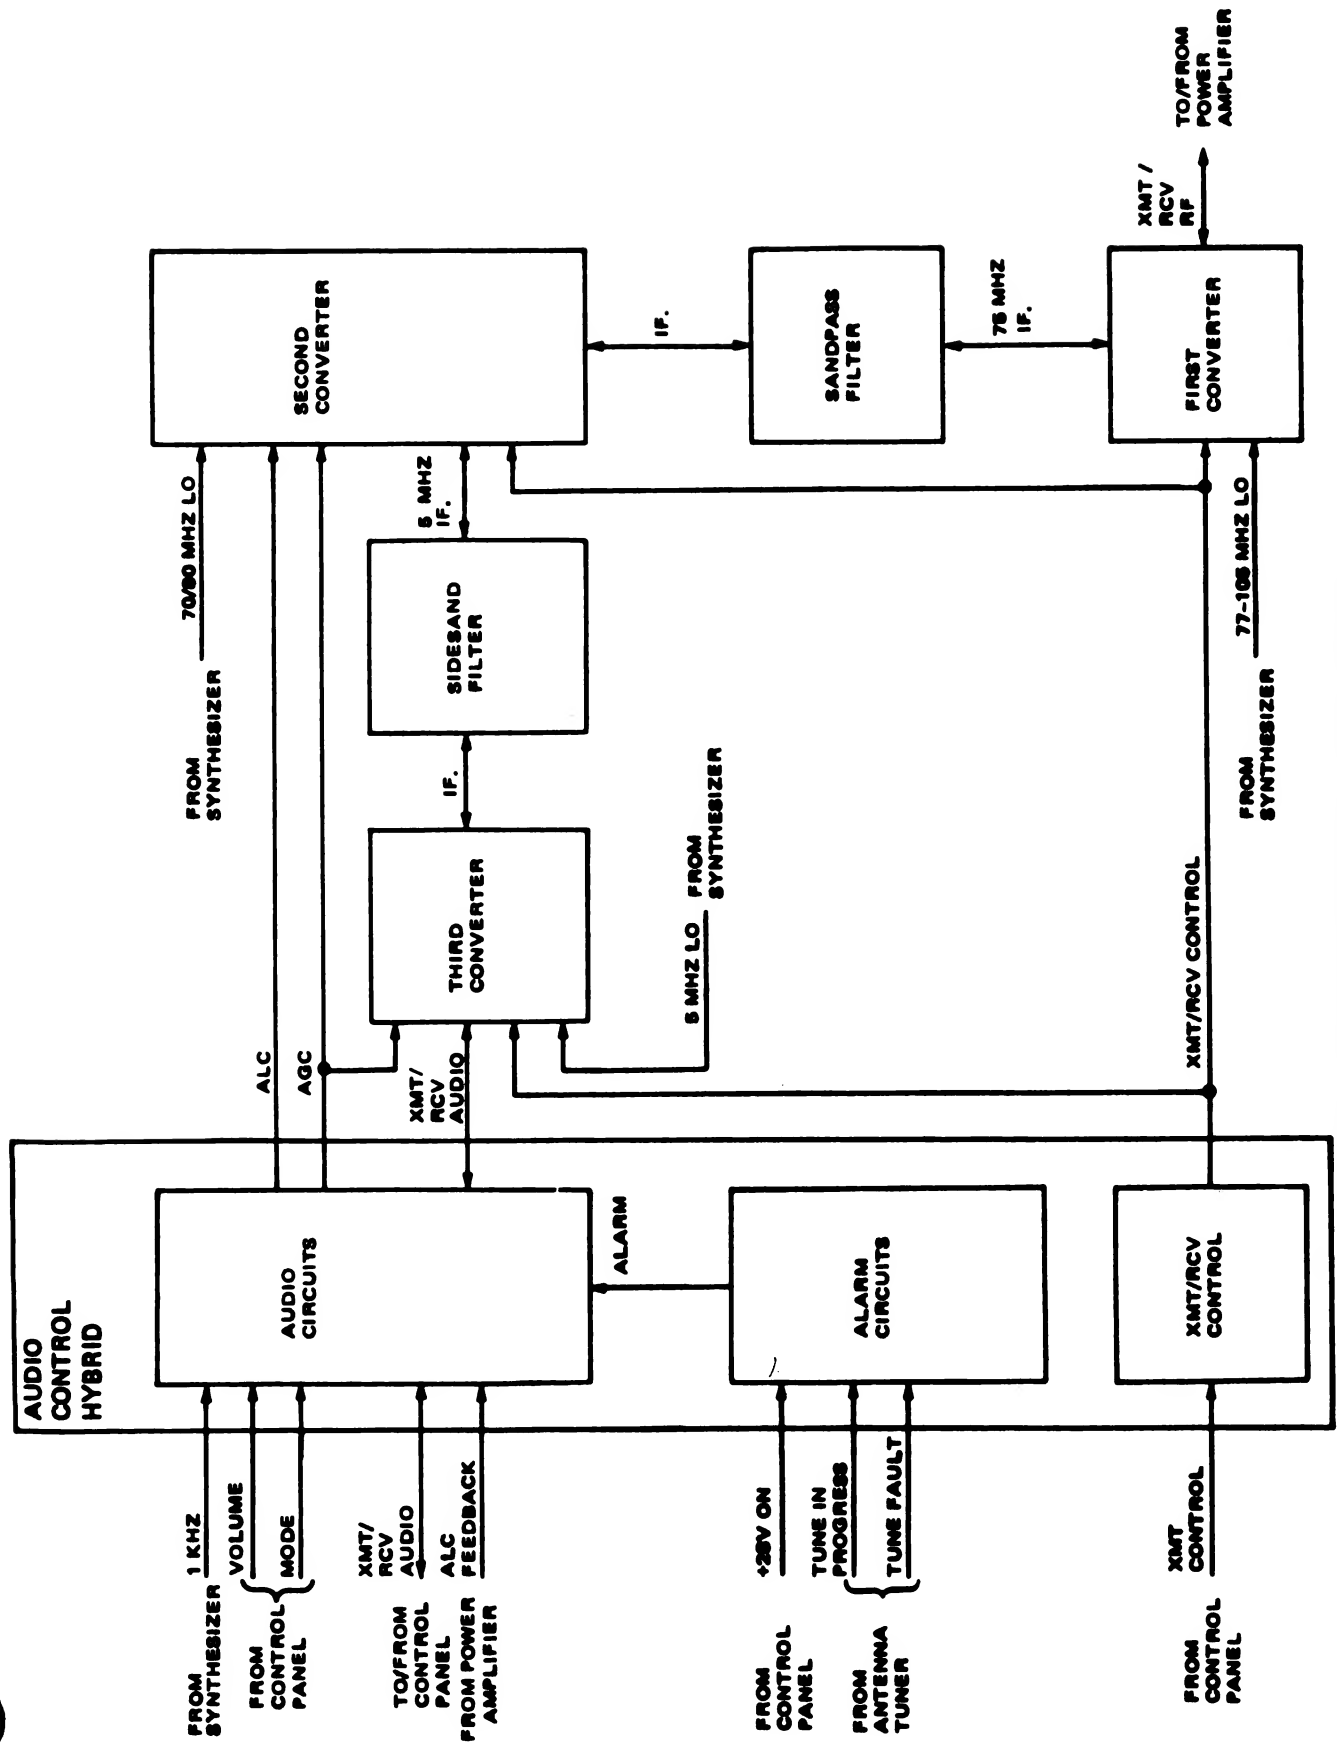 AUDIO
CONTROL
HYBRID
FROM
SYNTHESIZER
1 KHZ
FROM
CONTROL
PANEL
VOLUME
MODE
TO/FROM
CONTROL
PANEL
XMT/
RCV
AUDIO
FROM POWER
AMPLIFIER
ALC
FEEDBACK
AUDIO
CIRCUITS
ALC
AGC
XMT/
RCV
AUDIO
FROM
SYNTHESIZER
70/80 MHZ LO
THIRD
CONVERTER
IF.
SIDESAND
FILTER
5 MHZ
IF.
SECOND
CONVERTER
5 MHZ LO
FROM
SYNTHESIZER
IF.
ALARM
FROM
CONTROL
PANEL
+28V ON
FROM
ANTENNA
TUNER
TUNE IN
PROGRESS
TUNE FAULT
ALARM
CIRCUITS
SANDPASS
FILTER
75 MHZ
IF.
FROM
CONTROL
PANEL
XMT
CONTROL
XMT/RCV
CONTROL
XMT/RCV CONTROL
FROM
SYNTHESIZER
77-105 MHZ LO
FIRST
CONVERTER
XMT/
RCV
RF
TO/FROM
POWER
AMPLIFIER